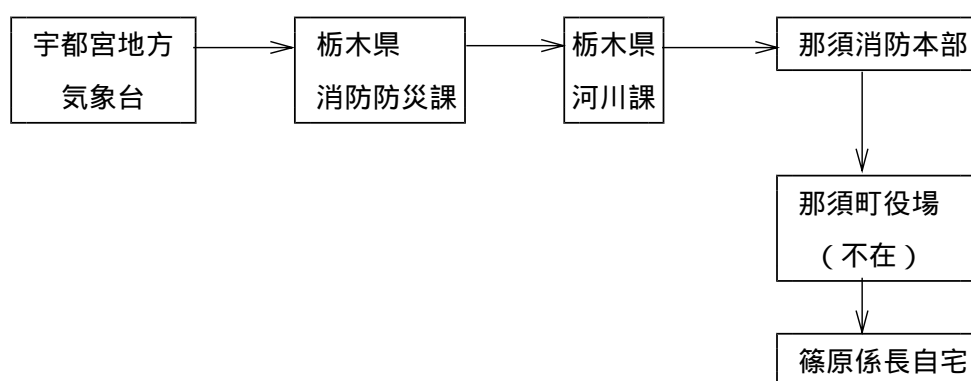 宇都宮地方
気象台
栃木県
消防防災課
栃木県
河川課
那須消防本部
那須町役場
(不在)
篠原係長自宅